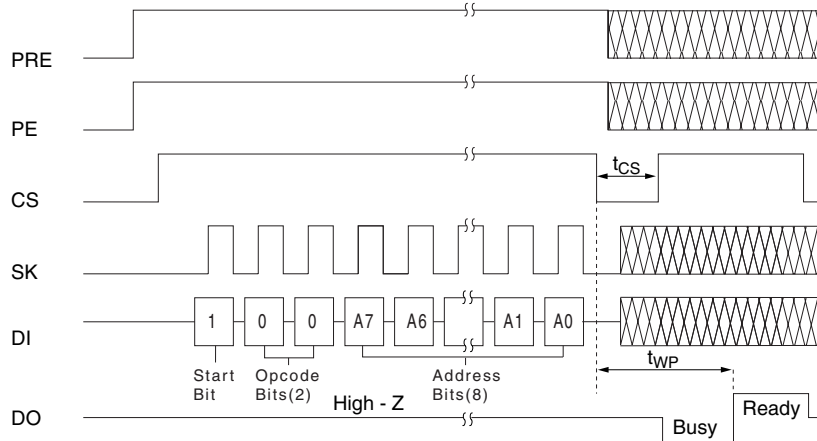 PRE
PE
CS
tCS
SK
DI
1 0 0 A7 A6 A1 A0
Start
Bit
Opcode
Bits(2)
Address
Bits(8)
tWP
DO
High - Z
Busy
Ready